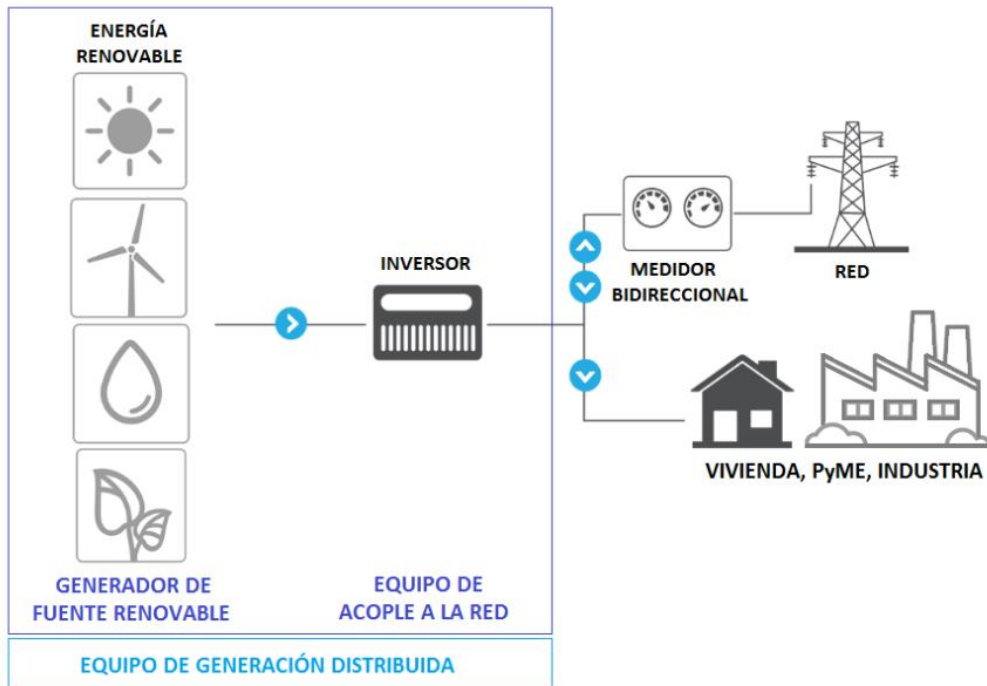 ENERGÍA
RENOVABLE
INVERSOR
MEDIDOR
BIDIRECCIONAL
RED
VIVIENDA, PyME, INDUSTRIA
GENERADOR DE
FUENTE RENOVABLE
EQUIPO DE
ACOPLE A LA RED
EQUIPO DE GENERACIÓN DISTRIBUIDA